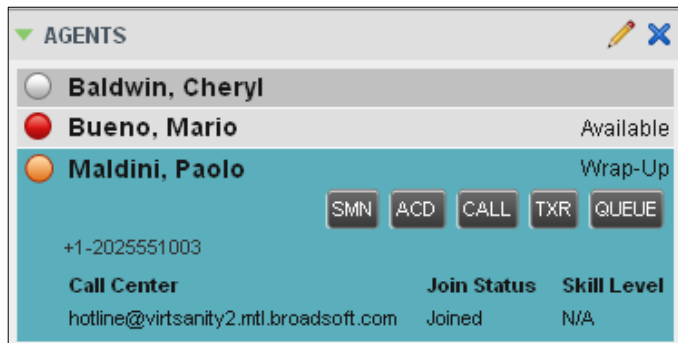 AGENTS
Baldwin, Cheryl
Bueno, Mario Available
Maldini, Paolo Wrap-Up
SMN ACD CALL TXR QUEUE
+1-2025551003
Call Center Join Status Skill Level
hotline@virtsanity2.mtl.broadsoft.com Joined N/A